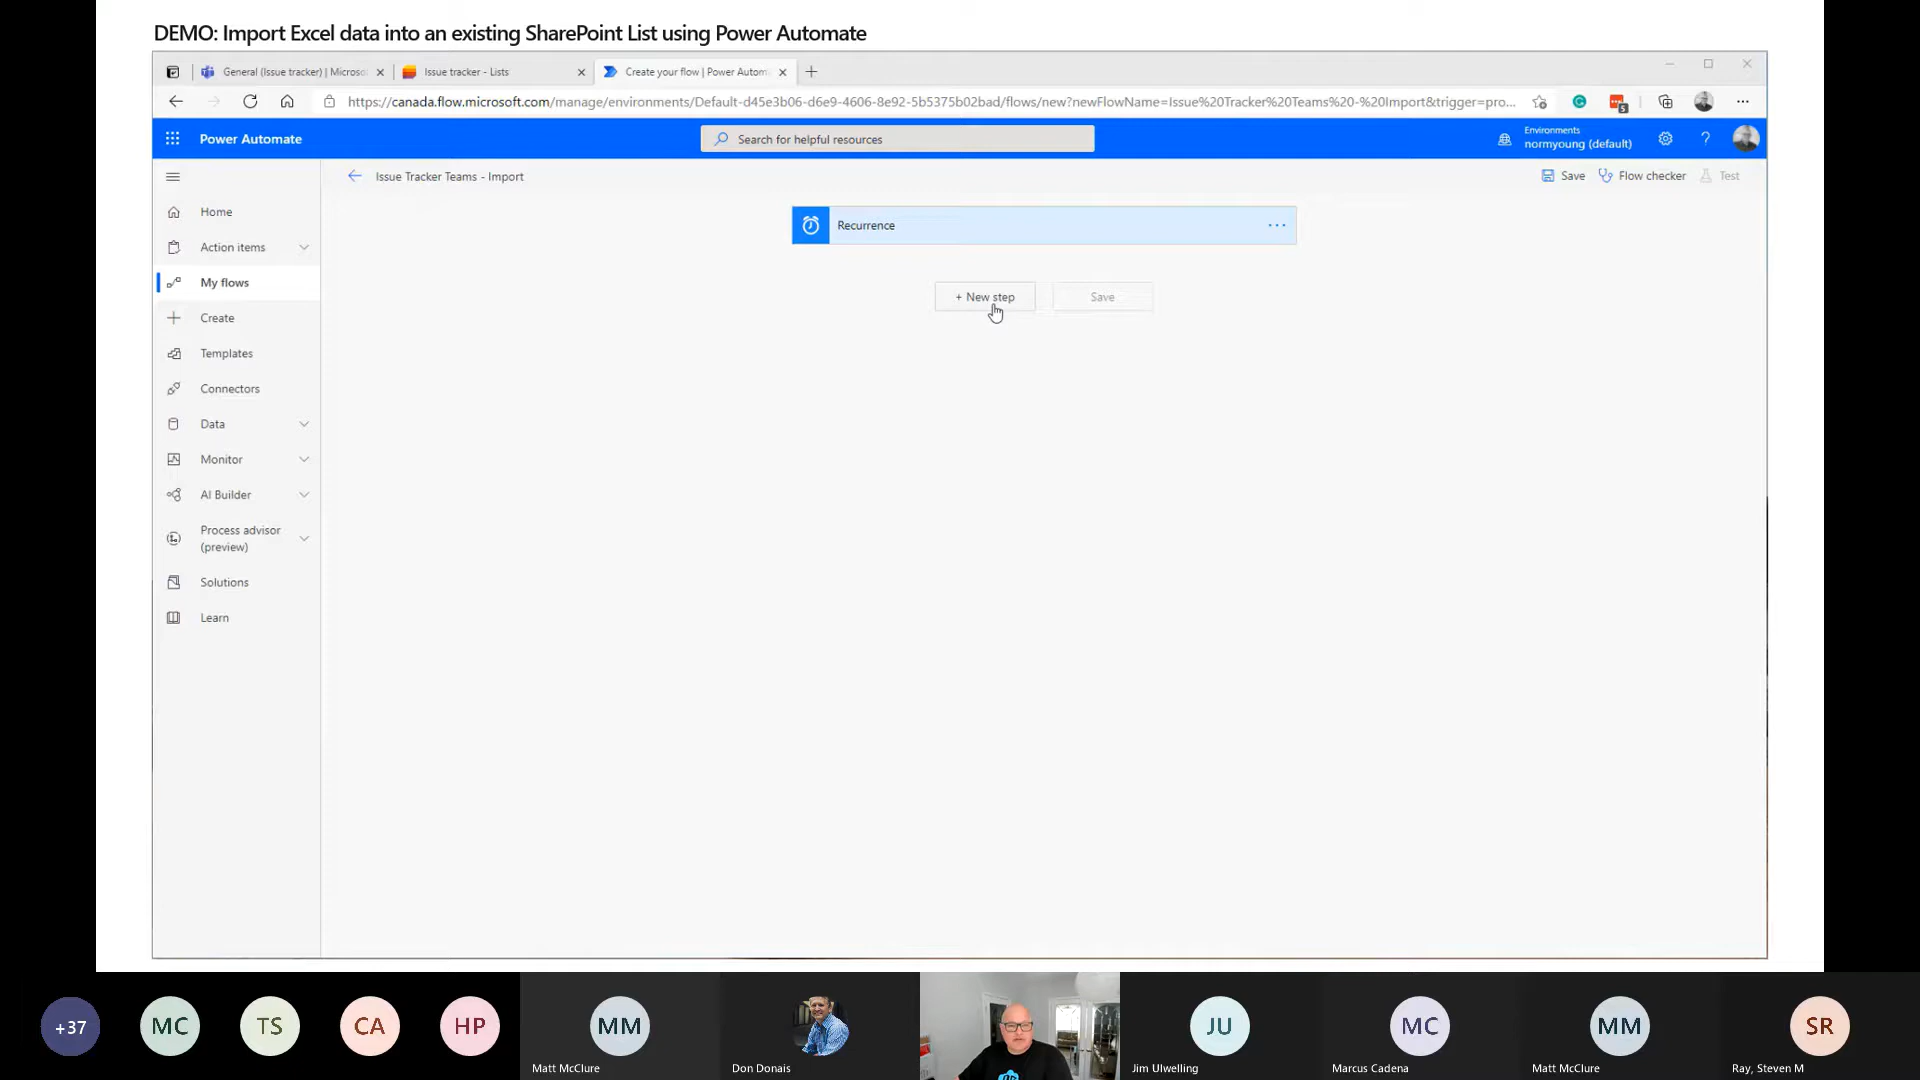 DEMO: Import Excel data into an existing SharePoint List using Power Automate
General (Issue tracker) | Microso
Issue tracker - Lists
Create your flow | Power Autom
https://canada.flow.microsoft.com/manage/environments/Default-d45e3b06-d6e9-4606-8e92-5b5375b02bad/flows/new?newFlowName=Issue%20Tracker%20Teams%20-%20Import&trigger=pro...
5
Power Automate
Search for helpful resources
Environments
normyoung (default)
Issue Tracker Teams - Import
Save
Flow checker
Test
Home
Action items
My flows
Create
Templates
Connectors
Data
Monitor
AI Builder
Process advisor
(preview)
Solutions
Learn
Recurrence
+ New step
Save
+37
MC
TS
CA
HP
MM
Matt McClure
Don Donais
JU
Jim Ulwelling
MC
Marcus Cadena
MM
Matt McClure
SR
Ray, Steven M